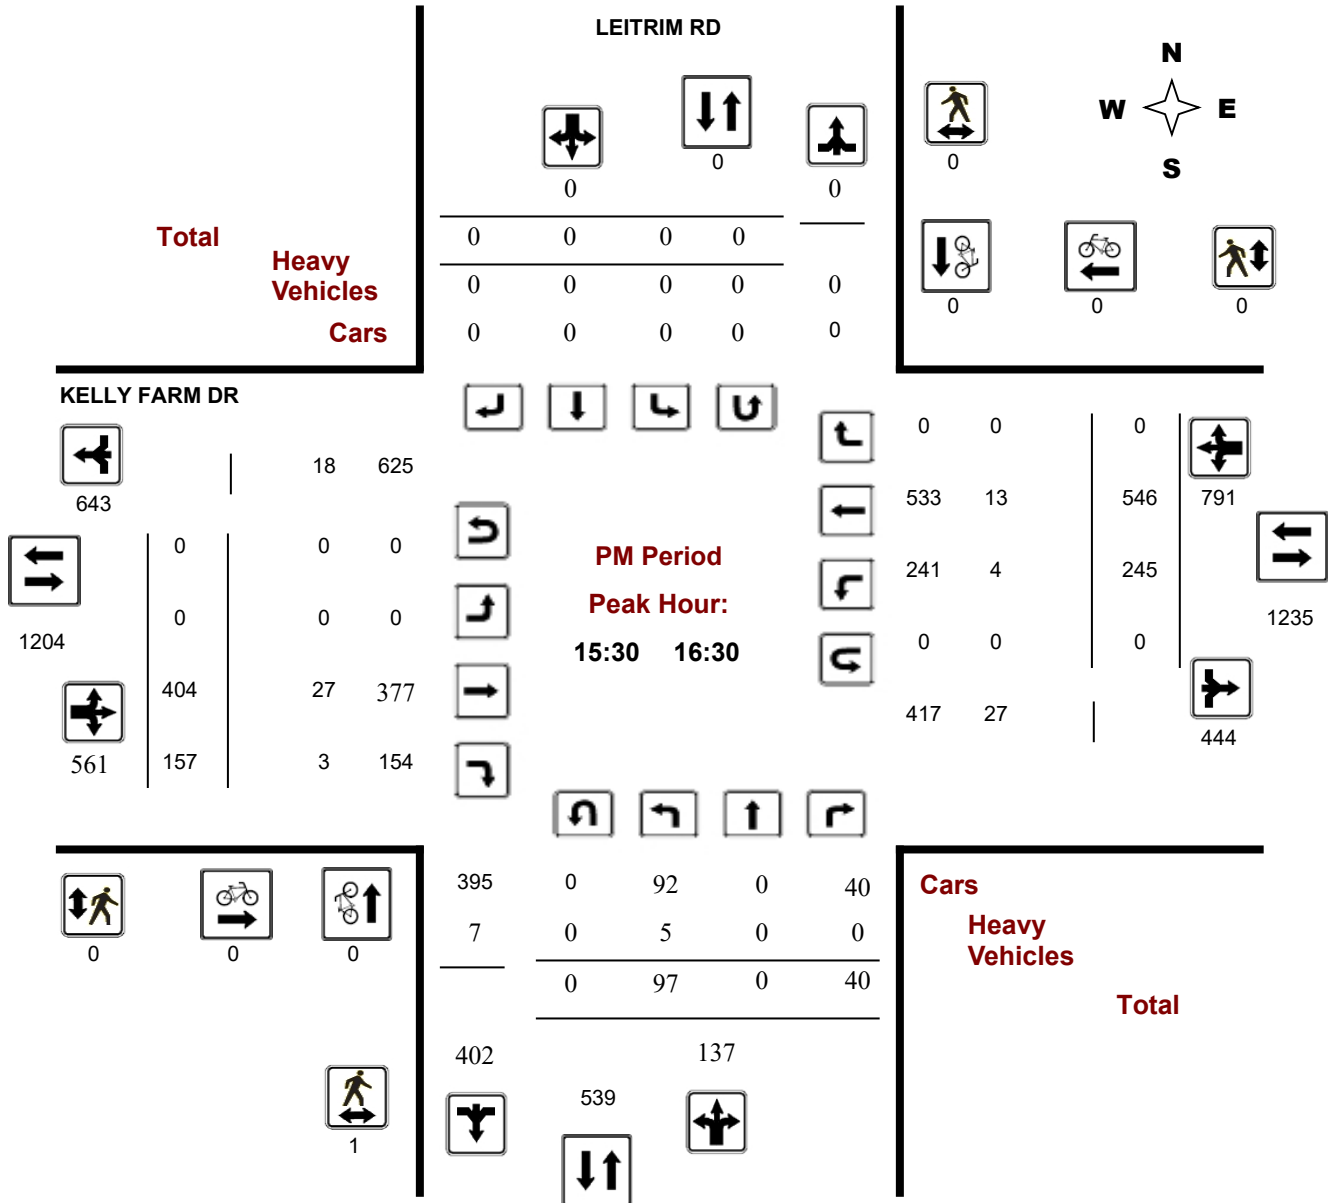 LEITRIM RD
N
W E
S
0
0
0 0
Total
0 0 0 0
Heavy
Vehicles
0 0 0 0 0
0 0 0
Cars
0 0 0 0 0
KELLY FARM DR
0 0 0
18 625
643
533 13 546 791
0 0 0
PM Period
241 4 245
Peak Hour:
0 0 0
1204
1235
15:30 16:30
0 0 0
404 27 377
417 27
444
561 157 3 154
395 0 92 0 40
Cars
7 0 5 0 0
Heavy
Vehicles
0 0 0
0 97 0 40
Total
402 137
539
1